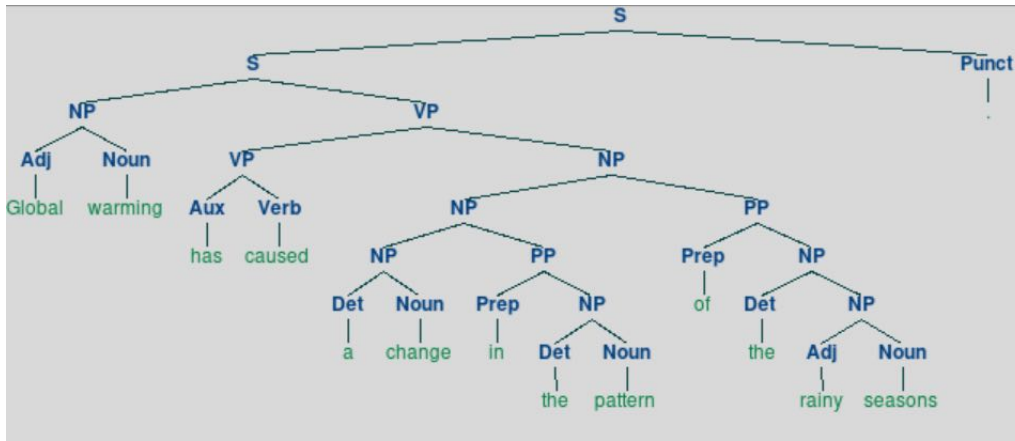 S
S Punct
NP VP .
Adj Noun VP NP
Global warming Aux Verb NP PP
has caused NP PP Prep NP
Det Noun Prep NP of Det NP
a change in Det Noun the Adj Noun
the pattern rainy seasons